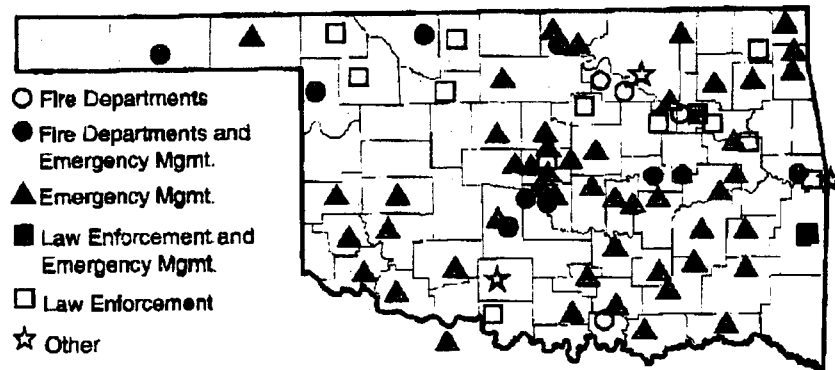 Fire Departments
Fire Departments and
Emergency Mgmt.
Emergency Mgmt.
Law Enforcement and
Emergency Mgmt.
Law Enforcement
Other